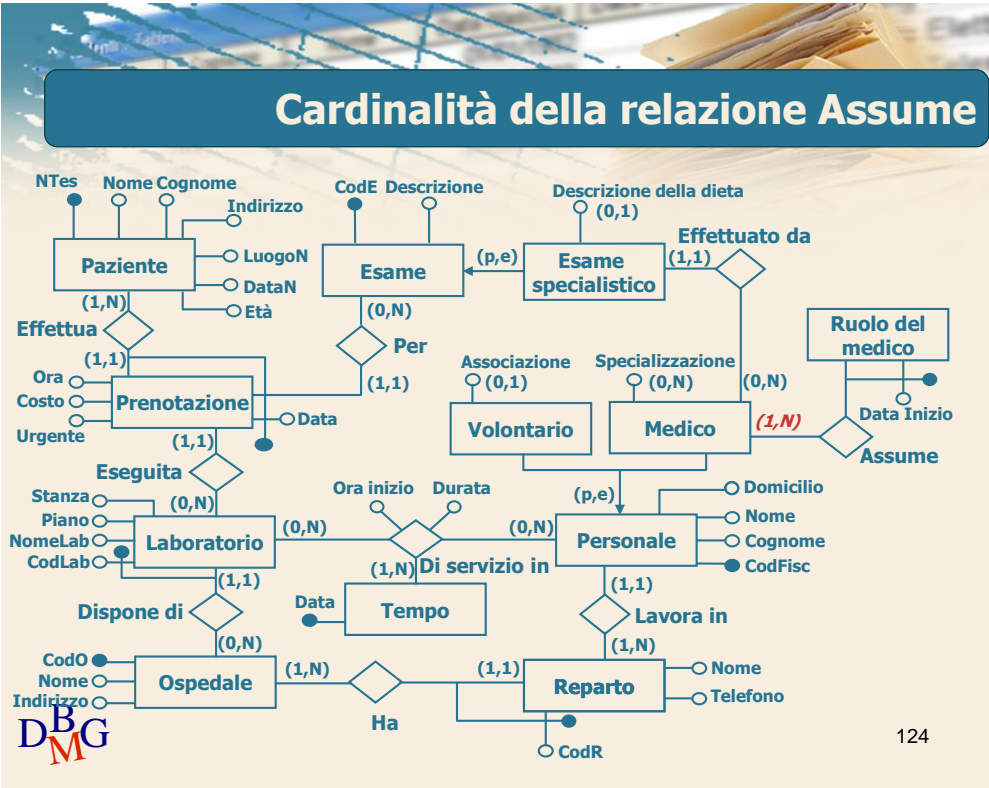 Cardinalità della relazione Assume
NTes
Nome Cognome
Indirizzo
Paziente
LuogoN
DataN
Età
(1,N)
Effettua
(1,1)
CodE Descrizione
Esame
(p,e)
(0,N)
Per
(1,1)
Descrizione della dieta
(0,1)
Esame
specialistico
(1,1)
Effettuato da
(0,N)
Ruolo del
medico
Data Inizio
Assume
(1,N)
Ora
Costo
Urgente
Prenotazione
Data
(1,1)
Eseguita
(0,N)
Associazione
(0,1)
Volontario
Specializzazione
(0,N)
Medico
(p,e)
Stanza
Piano
NomeLab
CodLab
Laboratorio
(0,N)
Ora inizio Durata
(0,N)
(1,N)
Di servizio in
Data
Tempo
Personale
Domicilio
Nome
Cognome
CodFisc
(1,1)
Lavora in
(1,N)
(1,1)
Dispone di
(0,N)
CodO
Nome
Indirizzo
Ospedale
(1,N)
Ha
(1,1)
Reparto
Nome
Telefono
CodR
DBMG
124